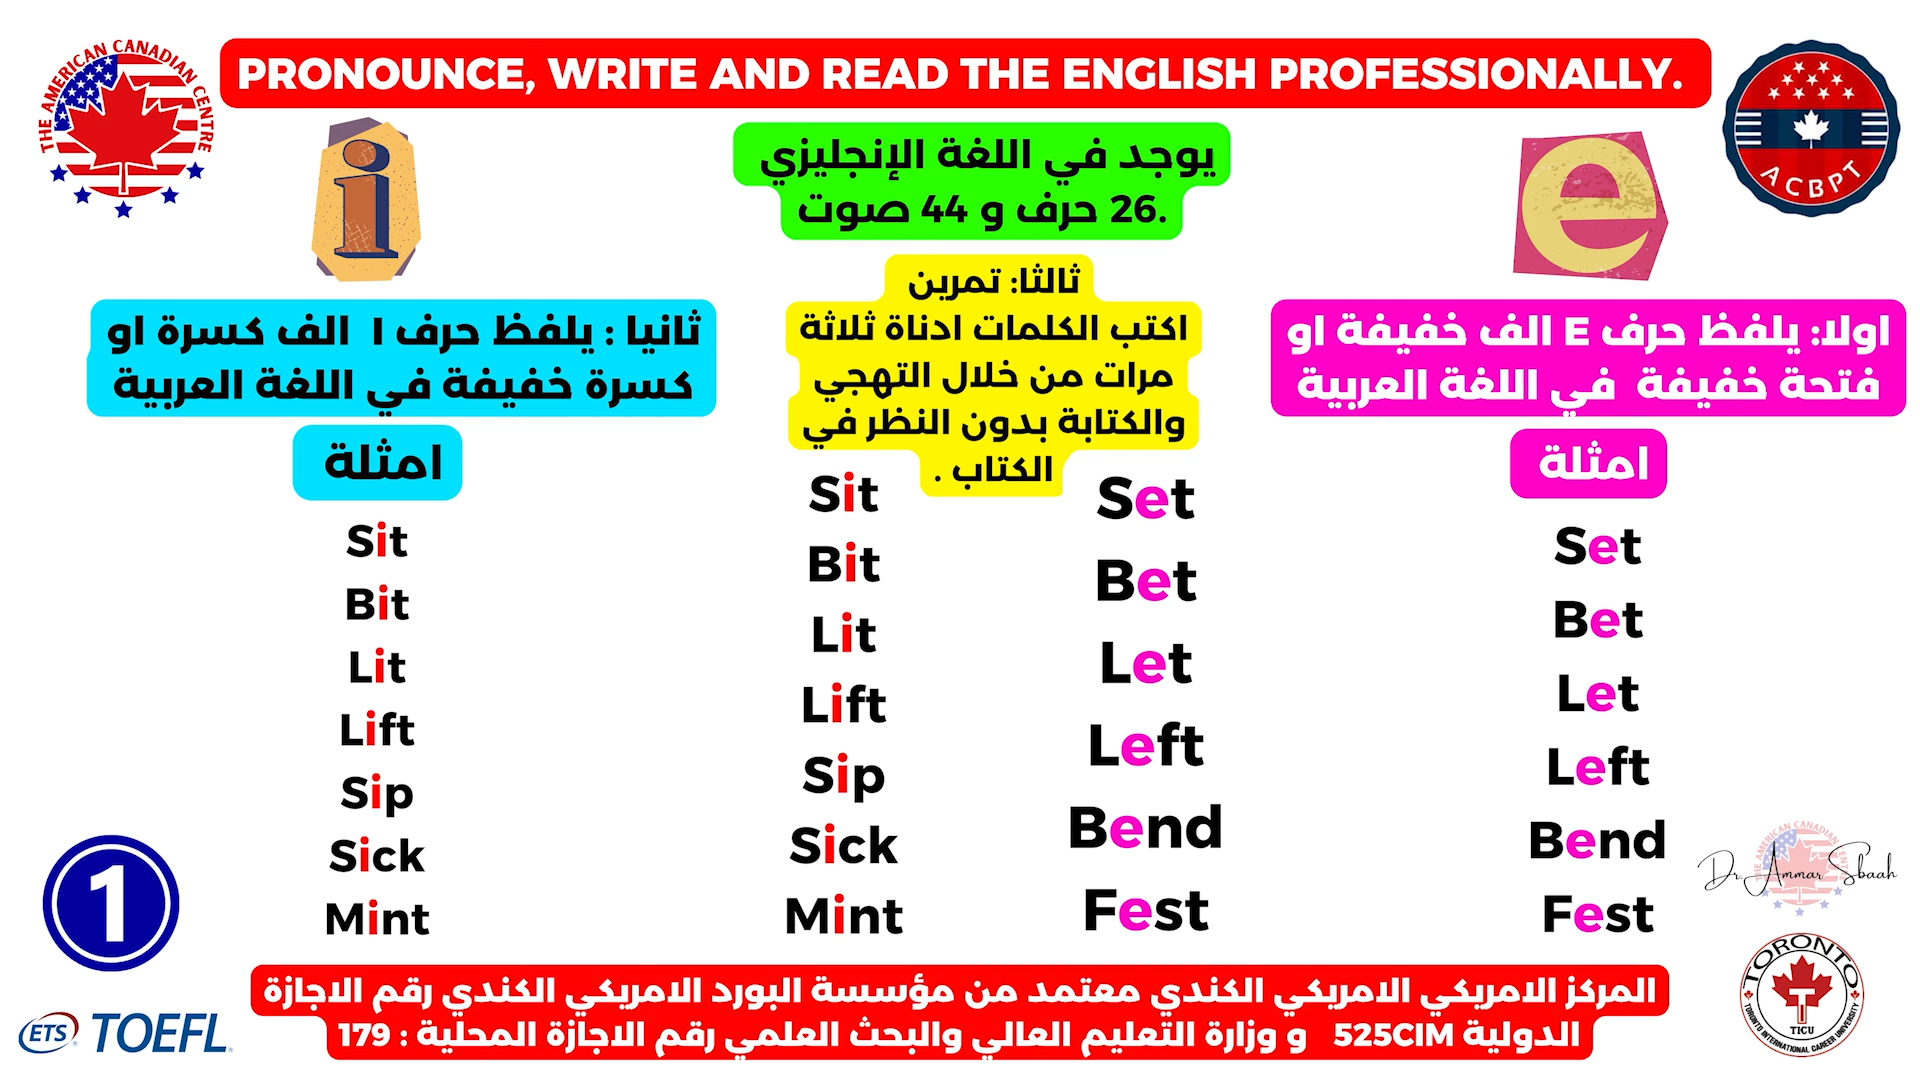 THE AMERICAN CANADIAN CENTRE
PRONOUNCE, WRITE AND READ THE ENGLISH PROFESSIONALLY.
ACBPT
i
e
يوجد في اللغة الإنجليزي
.26 حرف و 44 صوت
اولا: يلفظ حرف E الف خفيفة او
فتحة خفيفة في اللغة العربية
امثلة
Set
Bet
Let
Left
Bend
Fest
ثانيا : يلفظ حرف I الف كسرة او
كسرة خفيفة في اللغة العربية
امثلة
Sit
Bit
Lit
Lift
Sip
Sick
Mint
ثالثا: تمرين
اكتب الكلمات ادناة ثلاثة
مرات من خلال التهجي
والكتابة بدون النظر في
الكتاب .
Set
Bet
Let
Left
Bend
Fest
Sit
Bit
Lit
Lift
Sip
Sick
Mint
1
Dr. Ammar Sbaah
المركز الامريكي الامريكي الكندي معتمد من مؤسسة البورد الامريكي الكندي رقم الاجازة
الدولية 525CIM و وزارة التعليم العالي والبحث العلمي رقم الاجازة المحلية : 179
ETS TOEFL
TORONTO
TICU
TORONTO INTERNATIONAL CAREER UNIVERSITY